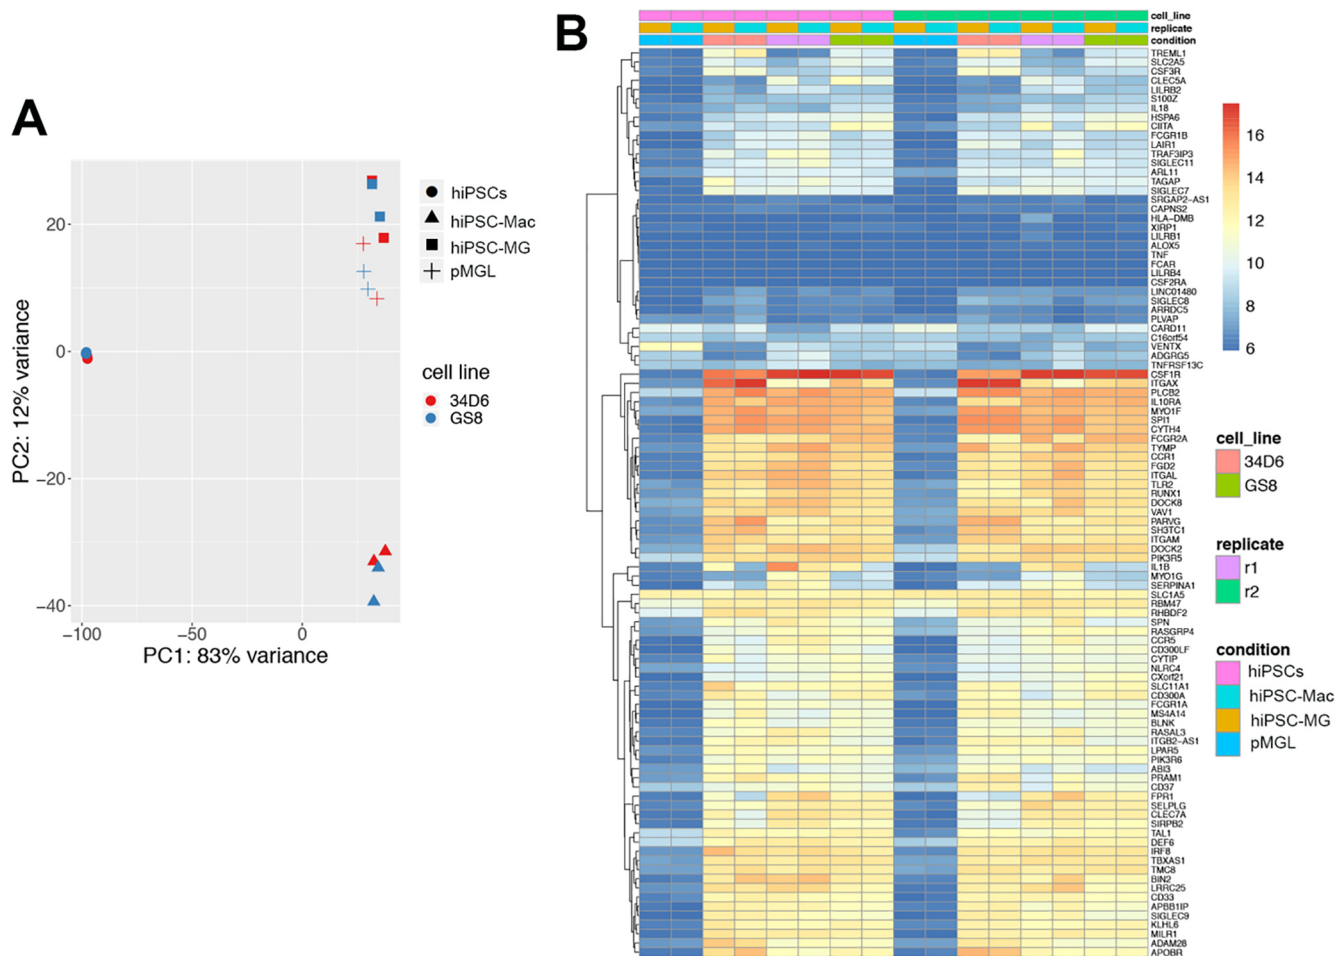 A
20
0
−20
−40
PC2: 12% variance
−100
−50
0
PC1: 83% variance
hiPSCs
hiPSC-Mac
hiPSC-MG
pMGL
cell line
34D6
GS8
B
cell_line
replicate
condition
TREML1
SLC2A5
CSF3R
CLEC5A
LILRB2
S100Z
IL18
HSPA6
CIITA
FCGR1B
LAIR1
TRAF3IP3
SIGLEC11
ARL11
TAGAP
SIGLEC7
SRGAP2−AS1
CAPNS2
HLA−DMB
XIRP1
LILRB1
ALOX5
TNF
FCAR
LILRB4
CSF2RA
LINC01480
SIGLEC8
ARRDC5
PLVAP
CARD11
C16orf54
VENTX
ADGRG5
TNFRSF13C
CSF1R
ITGAX
PLCB2
IL10RA
MYO1F
SPI1
CYTH4
FCGR2A
TYMP
CCR1
FGD2
ITGAL
TLR2
RUNX1
DOCK8
VAV1
PARVG
SH3TC1
ITGAM
DOCK2
PIK3R5
IL1B
MYO1G
SERPINA1
SLC1A5
RBM47
RHBDF2
SPN
RASGRP4
CCR5
CD300LF
CYTIP
NLRC4
CXorf21
SLC11A1
CD300A
FCGR1A
MS4A14
BLNK
RASAL3
ITGB2−AS1
LPAR5
PIK3R6
ABI3
PRAM1
CD37
FPR1
SELPLG
CLEC7A
SIRPB2
TAL1
DEF6
IRF8
TBXAS1
TMC8
BIN2
LRRC25
CD33
APBB1IP
SIGLEC9
KLHL6
MILR1
ADAM28
APOBR
16
14
12
10
8
6
cell_line
34D6
GS8
replicate
r1
r2
condition
hiPSCs
hiPSC-Mac
hiPSC-MG
pMGL